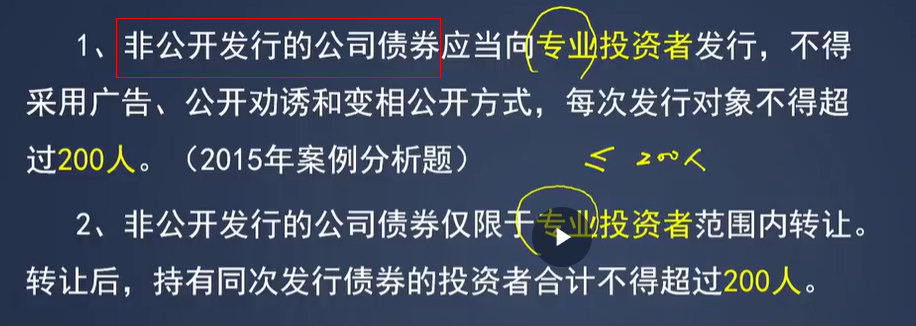 1、非公开发行的公司债券应当向专业投资者发行，不得
采用广告、公开劝诱和变相公开方式，每次发行对象不得超
过200人。（2015年案例分析题）
≤ 200人
2、非公开发行的公司债券仅限于专业投资者范围内转让。
转让后，持有同次发行债券的投资者合计不得超过200人。